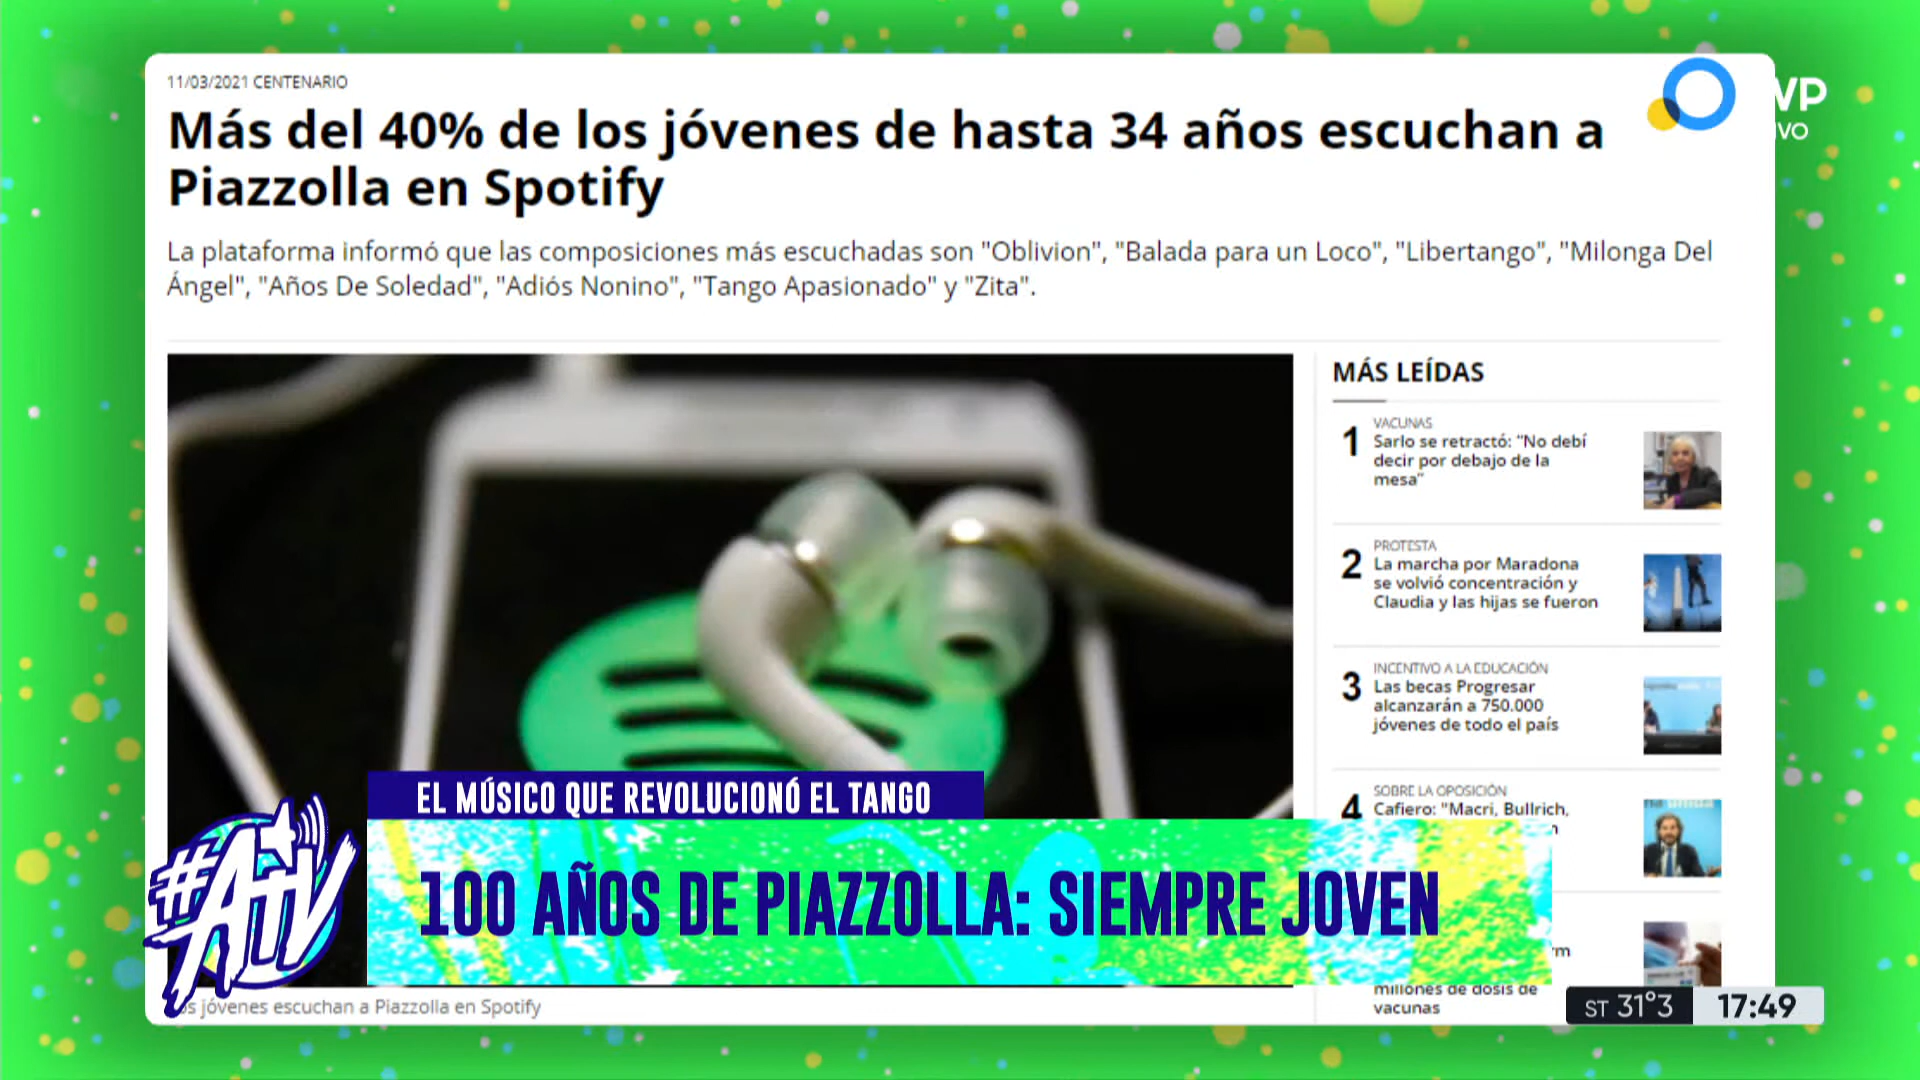 11/03/2021 CENTENARIO
Más del 40% de los jóvenes de hasta 34 años escuchan a
Piazzolla en Spotify
La plataforma informó que las composiciones más escuchadas son "Oblivion", "Balada para un Loco", "Libertango", "Milonga Del
Ángel", "Años De Soledad", "Adiós Nonino", "Tango Apasionado" y "Zita".
MÁS LEÍDAS
1
VACUNAS
Sarlo se retractó: "No debí
decir por debajo de la
mesa"
2
PROTESTA
La marcha por Maradona
se volvió concentración y
Claudia y las hijas se fueron
3
INCENTIVO A LA EDUCACIÓN
Las becas Progresar
alcanzarán a 750.000
jóvenes de todo el país
4
SOBRE LA OPOSICIÓN
Cafiero: "Macri, Bullrich,
millones de dosis de
vacunas
EL MÚSICO QUE REVOLUCIONÓ EL TANGO
#ATV
100 AÑOS DE PIAZZOLLA: SIEMPRE JOVEN
jóvenes escuchan a Piazzolla en Spotify
ST 31°3
17:49